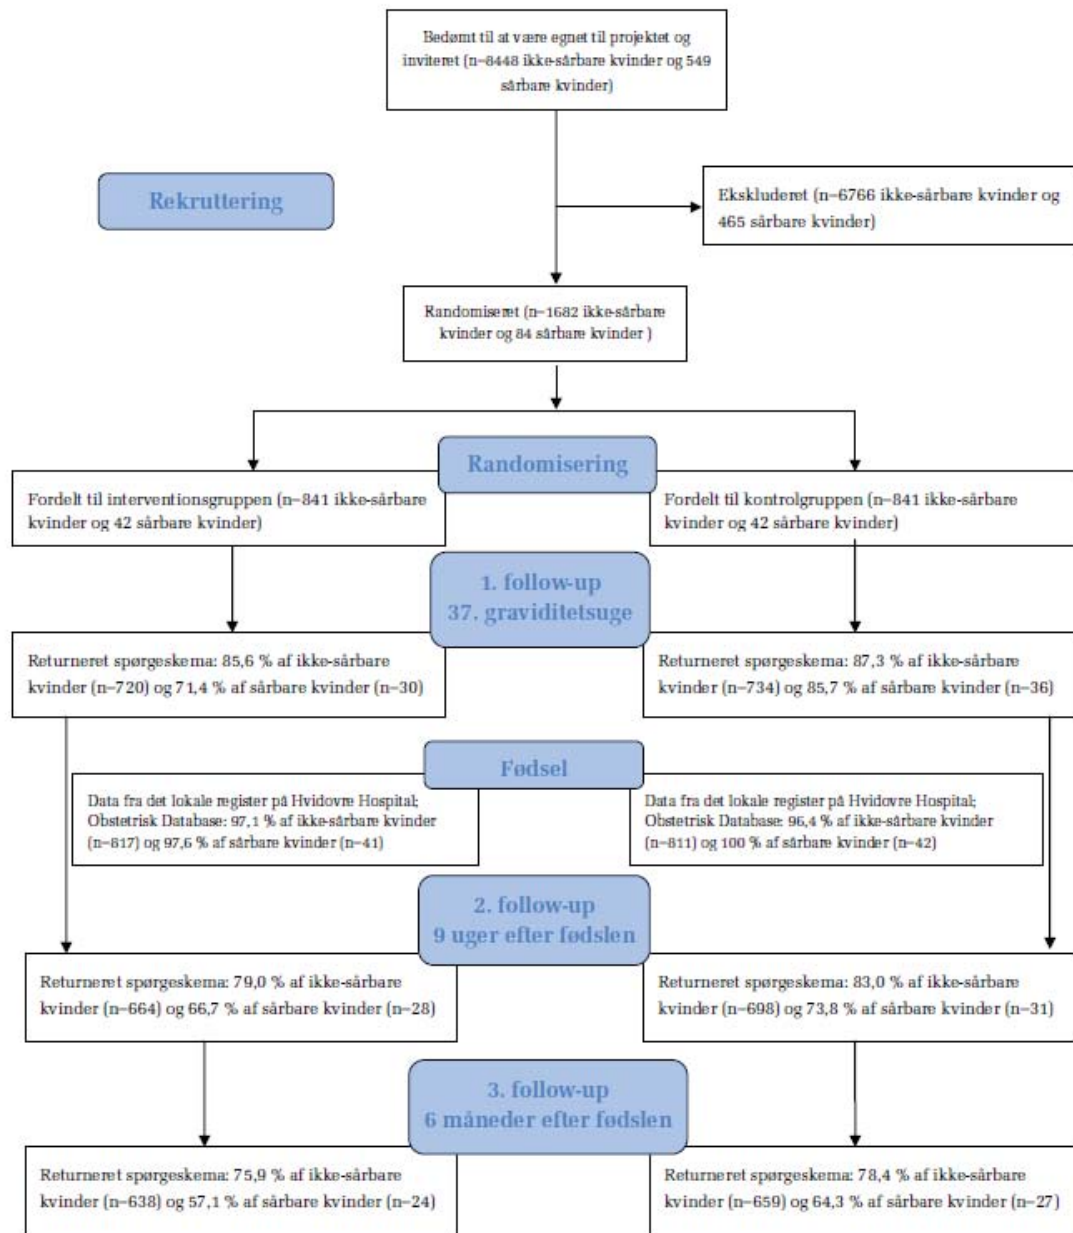 Bedømt til at være egnet til projektet og
inviteret (n=8448 ikke-sårbare kvinder og 549
sårbare kvinder)
Rekruttering
Ekskluderet (n=6766 ikke-sårbare kvinder og
465 sårbare kvinder)
Randomiseret (n=1682 ikke-sårbare
kvinder og 84 sårbare kvinder )
Randomisering
Fordelt til interventionsgruppen (n=841 ikke-sårbare
kvinder og 42 sårbare kvinder)
Fordelt til kontrolgruppen (n=841 ikke-sårbare
kvinder og 42 sårbare kvinder)
1. follow-up
37. graviditetsuge
Returneret spørgeskema: 85,6 % af ikke-sårbare
kvinder (n=720) og 71,4 % af sårbare kvinder (n=30)
Returneret spørgeskema: 87,3 % af ikke-sårbare
kvinder (n=734) og 85,7 % af sårbare kvinder (n=36)
Fødsel
Data fra det lokale register på Hvidovre Hospital;
Obstetrisk Database: 97,1 % af ikke-sårbare kvinder
(n=817) og 97,6 % af sårbare kvinder (n=41)
Data fra det lokale register på Hvidovre Hospital;
Obstetrisk Database: 96,4 % af ikke-sårbare kvinder
(n=811) og 100 % af sårbare kvinder (n=42)
2. follow-up
9 uger efter fødslen
Returneret spørgeskema: 79,0 % af ikke-sårbare
kvinder (n=664) og 66,7 % af sårbare kvinder (n=28)
Returneret spørgeskema: 83,0 % af ikke-sårbare
kvinder (n=698) og 73,8 % af sårbare kvinder (n=31)
3. follow-up
6 måneder efter fødslen
Returneret spørgeskema: 75,9 % af ikke-sårbare
kvinder (n=638) og 57,1 % af sårbare kvinder (n=24)
Returneret spørgeskema: 78,4 % af ikke-sårbare
kvinder (n=659) og 64,3 % af sårbare kvinder (n=27)